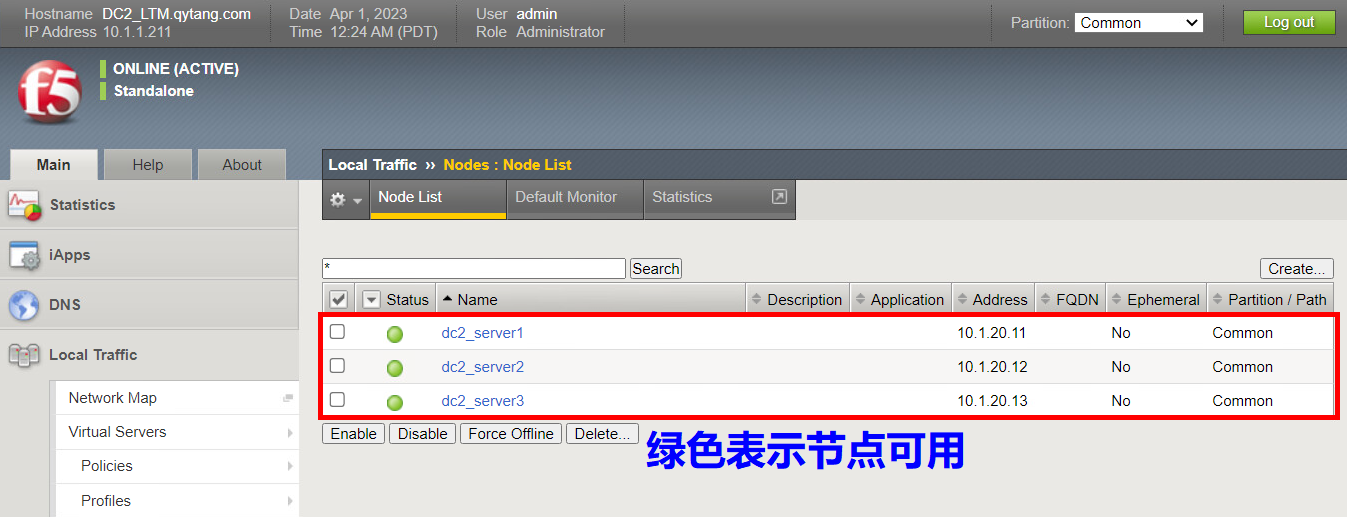 Hostname DC2_LTM.qytang.com Date Apr 1, 2023 User admin
IP Address 10.1.1.211 Time 12:24 AM (PDT) Role Administrator
Partition: Common Log out
f5
ONLINE (ACTIVE)
Standalone
Main Help About
Local Traffic ›› Nodes : Node List
Node List Default Monitor Statistics
Statistics
iApps
DNS
Local Traffic
Network Map
Virtual Servers
Policies
Profiles
* Search Create...
Status Name Description Application Address FQDN Ephemeral Partition / Path
dc2_server1 10.1.20.11 No Common
dc2_server2 10.1.20.12 No Common
dc2_server3 10.1.20.13 No Common
Enable Disable Force Offline Delete...
绿色表示节点可用